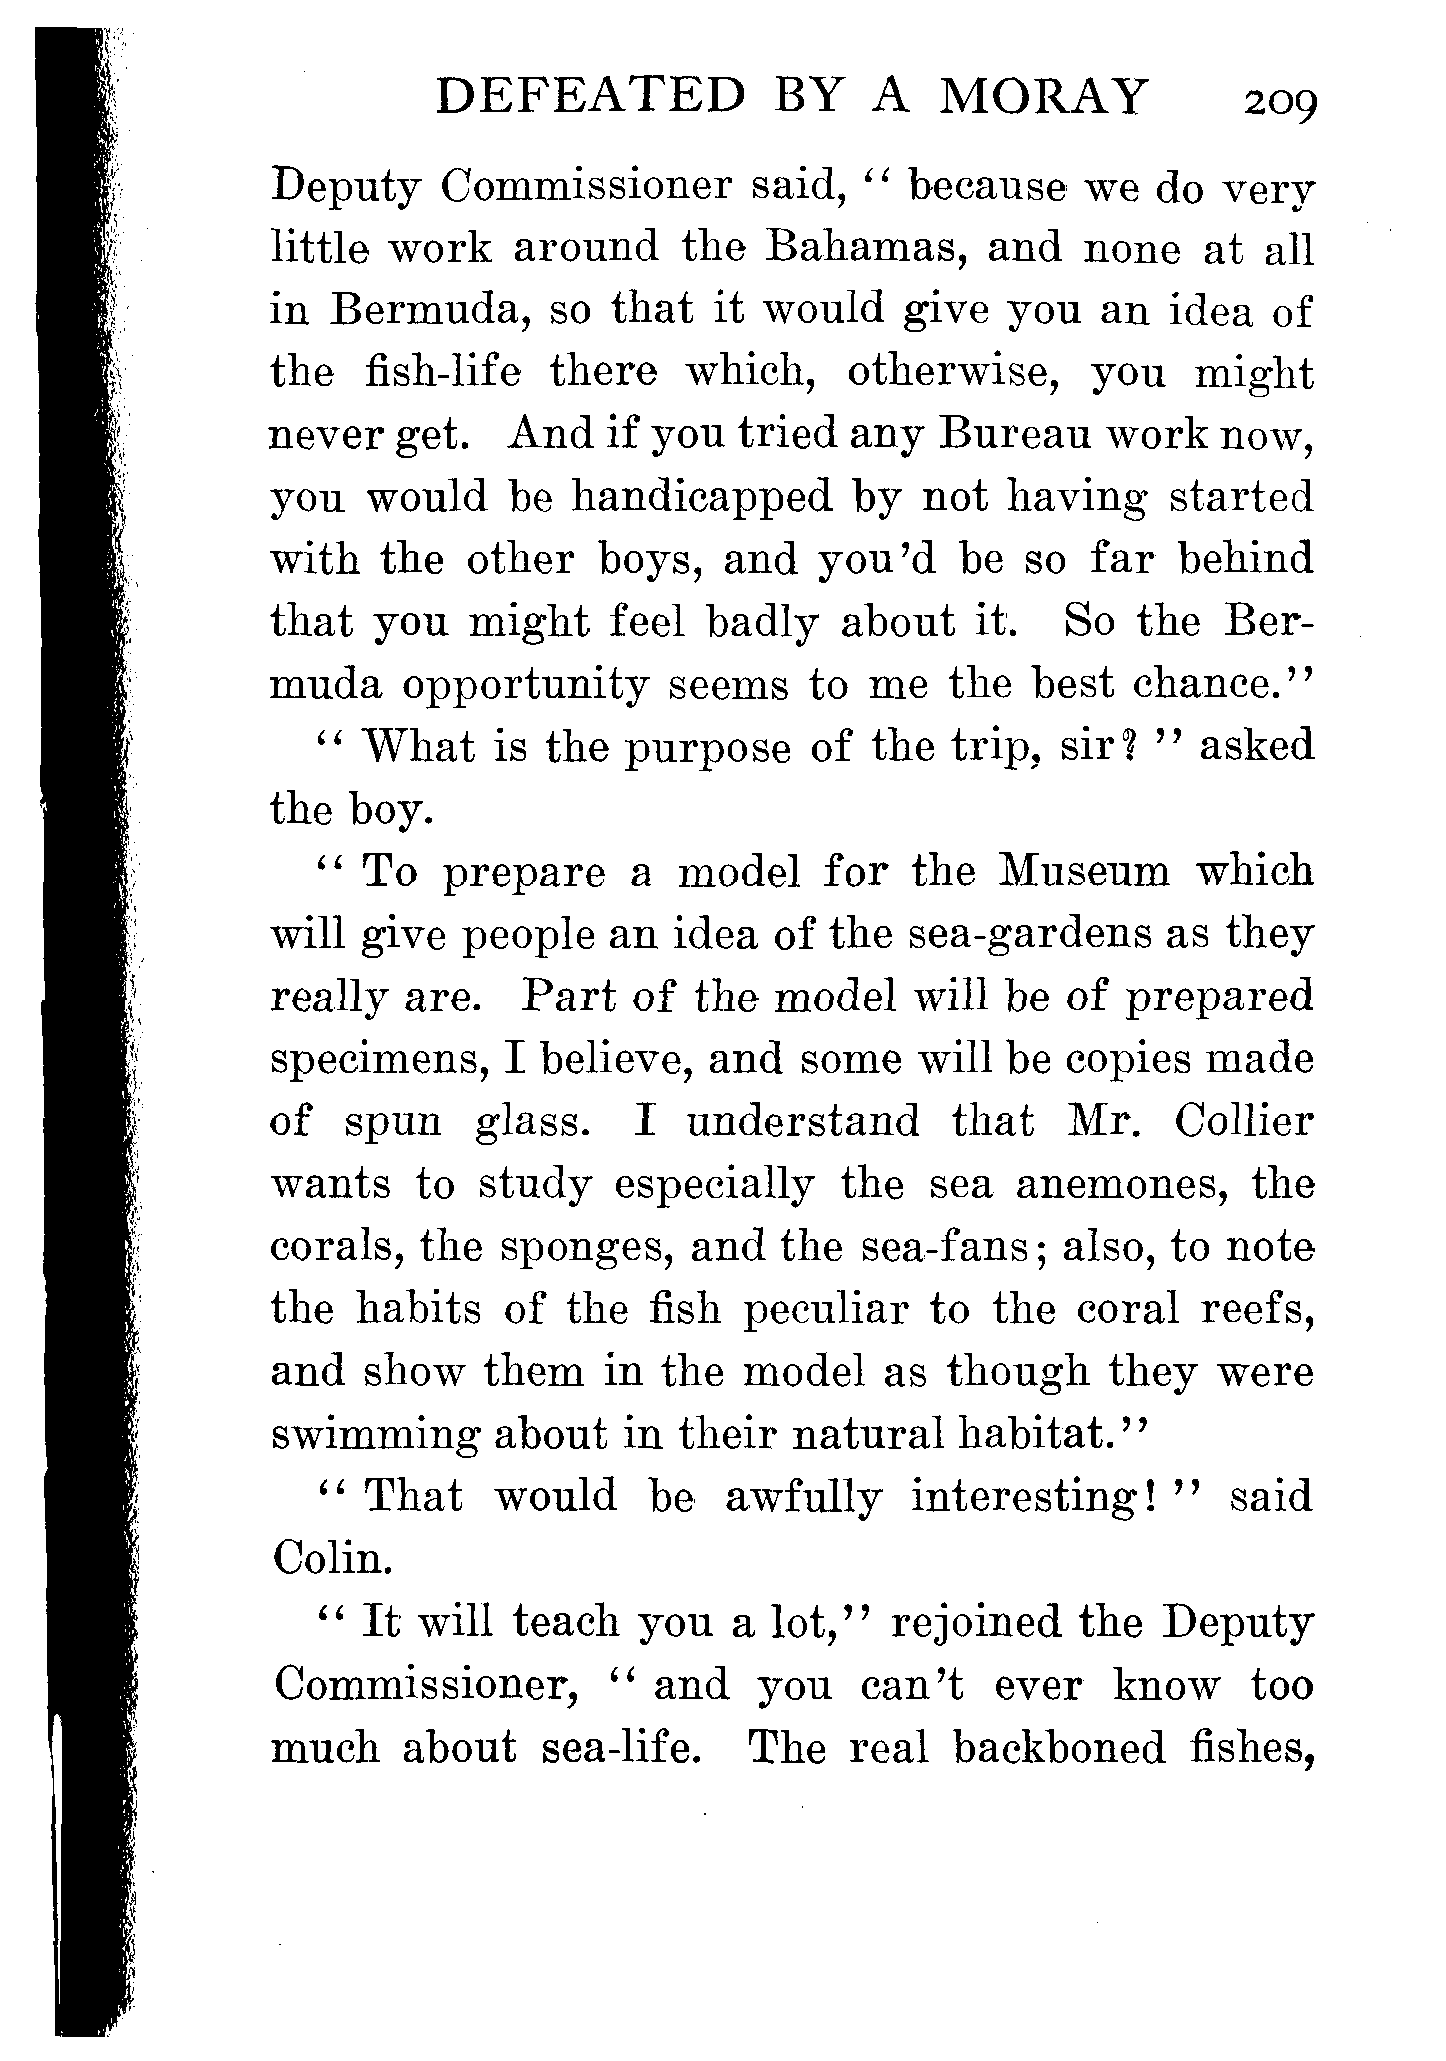 DEFEATED BY A MORAY 209
Deputy Commissioner said, " because we do very
little work around the Bahamas, and none at all
in Bermuda, so that it would give you an idea of
the fish-life there which, otherwise, you might
never get. And if you tried any Bureau work now,
you would be handicapped by not having started
with the other boys, and you'd be so far behind
that you might feel badly about it. So the Ber-
muda opportunity seems to me the best chance."
" What is the purpose of the trip, sir? " asked
the boy.
" To prepare a model for the Museum which
will give people an idea of the sea-gardens as they
really are. Part of the model will be of prepared
specimens, I believe, and some will be copies made
of spun glass. I understand that Mr. Collier
wants to study especially the sea anemones, the
corals, the sponges, and the sea-fans; also, to note
the habits of the fish peculiar to the coral reefs,
and show them in the model as though they were
swimming about in their natural habitat."
" That would be awfully interesting! " said
Colin.
" It will teach you a lot," rejoined the Deputy
Commissioner, " and you can't ever know too
much about sea-life. The real backboned fishes,